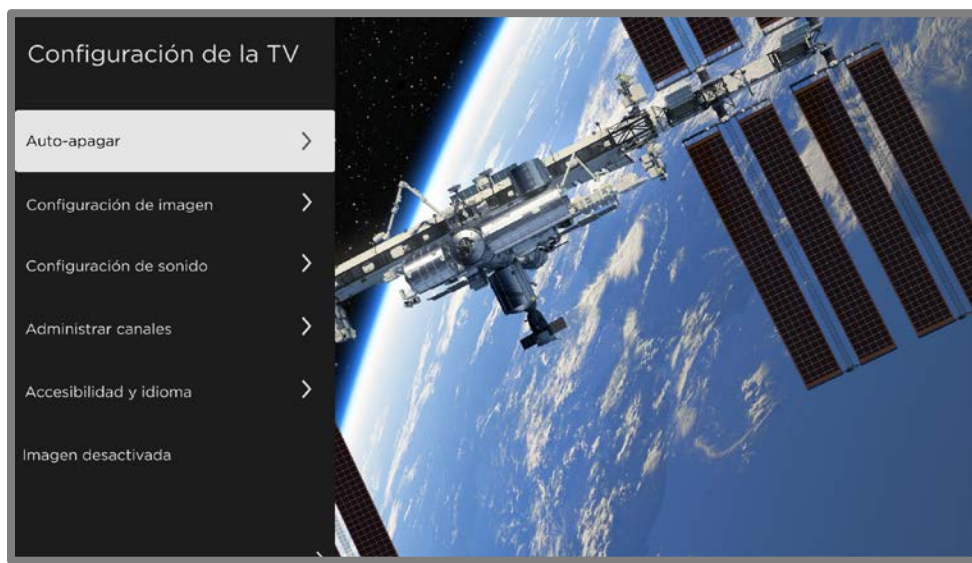 Configuración de la TV
Auto-apagar
Configuración de imagen
Configuración de sonido
Administrar canales
Accesibilidad y idioma
Imagen desactivada